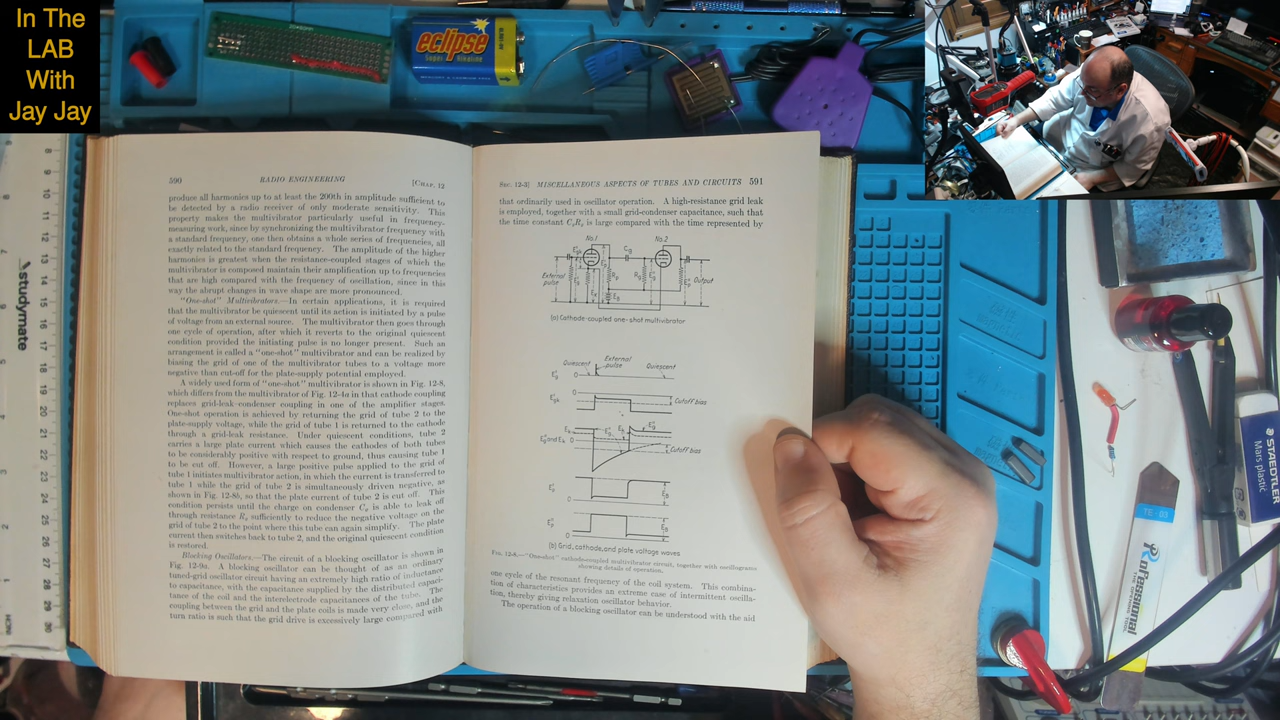 In The
LAB
With
Jay Jay
eclipse
Super Alkaline
studymate
590 RADIO ENGINEERING [CHAP. 12
produce all harmonics up to at least the 200th in amplitude sufficient to
be detected by a radio receiver of only moderate sensitivity. This
property makes the multivibrator particularly useful in frequency-
measuring work, since by synchronizing the multivibrator frequency with
a standard frequency, one then obtains a whole series of frequencies, all
exactly related to the standard frequency. The amplitude of the higher
harmonics is greatest when the resistance-coupled stages of which the
multivibrator is composed maintain their amplification up to frequencies
that are high compared with the frequency of oscillation, since in this
way the abrupt changes in wave shape are more pronounced.
"One-shot" Multivibrators.—In certain applications, it is required
that the multivibrator be quiescent until its action is initiated by a pulse
of voltage from an external source. The multivibrator then goes through
one cycle of operation, after which it reverts to the original quiescent
condition provided the initiating pulse is no longer present. Such an
arrangement is called a "one-shot" multivibrator and can be realized by
biasing the grid of one of the multivibrator tubes to a voltage more
negative than cut-off for the plate-supply potential employed.
A widely used form of "one-shot" multivibrator is shown in Fig. 12-8,
which differs from the multivibrator of Fig. 12-4a in that cathode coupling
replaces grid-leak–condenser coupling in one of the amplifier stages.
One-shot operation is achieved by returning the grid of tube 2 to the
plate-supply voltage, while the grid of tube 1 is returned to the cathode
through a grid-leak resistance. Under quiescent conditions, tube 2
carries a large plate current which causes the cathodes of both tubes
to be considerably positive with respect to ground, thus causing tube 1
to be cut off. However, a large positive pulse applied to the grid of
tube 1 initiates multivibrator action, in which the current is transferred to
tube 1 while the grid of tube 2 is simultaneously driven negative, as
shown in Fig. 12-8b, so that the plate current of tube 2 is cut off. This
condition persists until the charge on condenser Cg is able to leak off
through resistance Rg sufficiently to reduce the negative voltage on the
grid of tube 2 to the point where this tube can again simplify. The plate
current then switches back to tube 2, and the original quiescent condition
is restored.
Blocking Oscillators.—The circuit of a blocking oscillator is shown in
Fig. 12-9a. A blocking oscillator can be thought of as an ordinary
tuned-grid oscillator circuit having an extremely high ratio of inductance
to capacitance, with the capacitance supplied by the distributed capaci-
tance of the coil and the interelectrode capacitances of the tube. The
coupling between the grid and the plate coils is made very close, and the
turn ratio is such that the grid drive is excessively large compared with
SEC. 12-3] MISCELLANEOUS ASPECTS OF TUBES AND CIRCUITS 591
that ordinarily used in oscillator operation. A high-resistance grid leak
is employed, together with a small grid-condenser capacitance, such that
the time constant CgRg is large compared with the time represented by
No.1 No.2
External
pulse
Output
(a) Cathode-coupled one-shot multivibrator
Quiescent External
pulse Quiescent
Cutoff bias
Cutoff bias
(b) Grid, cathode, and plate voltage waves
FIG. 12-8.—"One-shot" cathode-coupled multivibrator circuit, together with oscillograms
showing details of operation.
one cycle of the resonant frequency of the coil system. This combina-
tion of characteristics provides an extreme case of intermittent oscilla-
tion, thereby giving relaxation oscillator behavior.
The operation of a blocking oscillator can be understood with the aid
STAEDTLER
Mars plastic
Professional